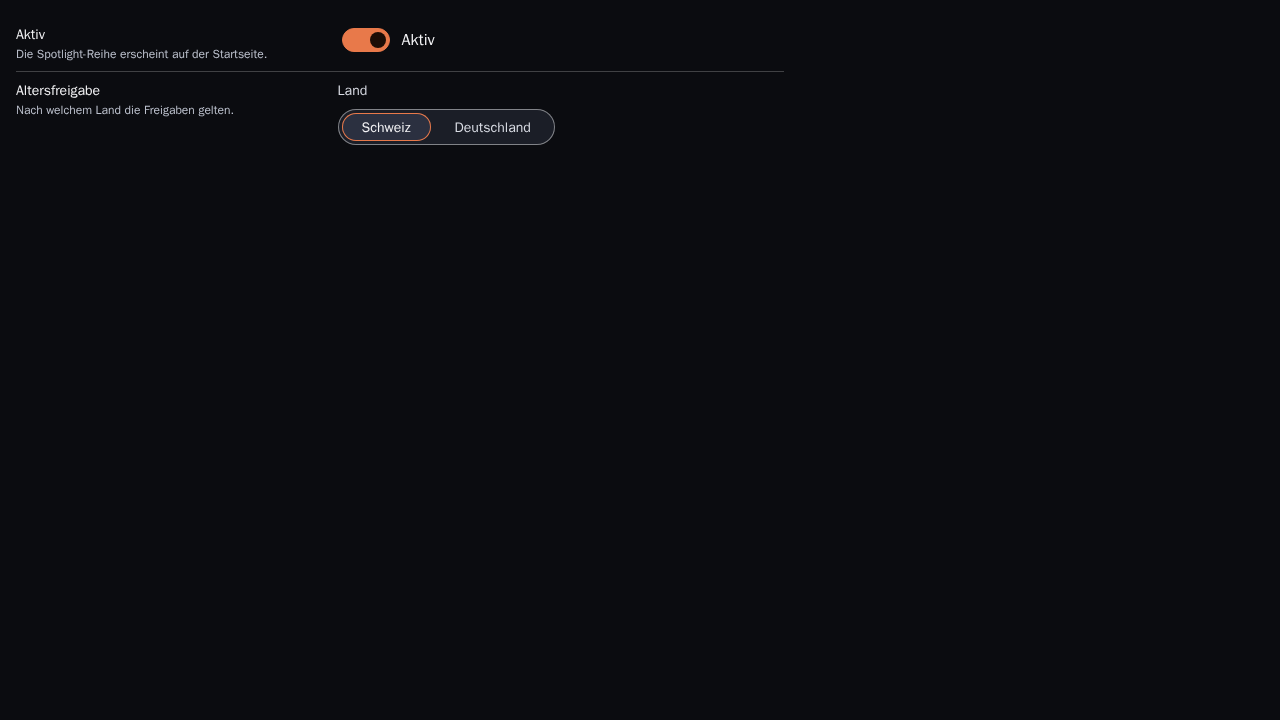 Aktiv
Die Spotlight-Reihe erscheint auf der Startseite.
Aktiv
Altersfreigabe
Nach welchem Land die Freigaben gelten.
Land
Schweiz
Deutschland